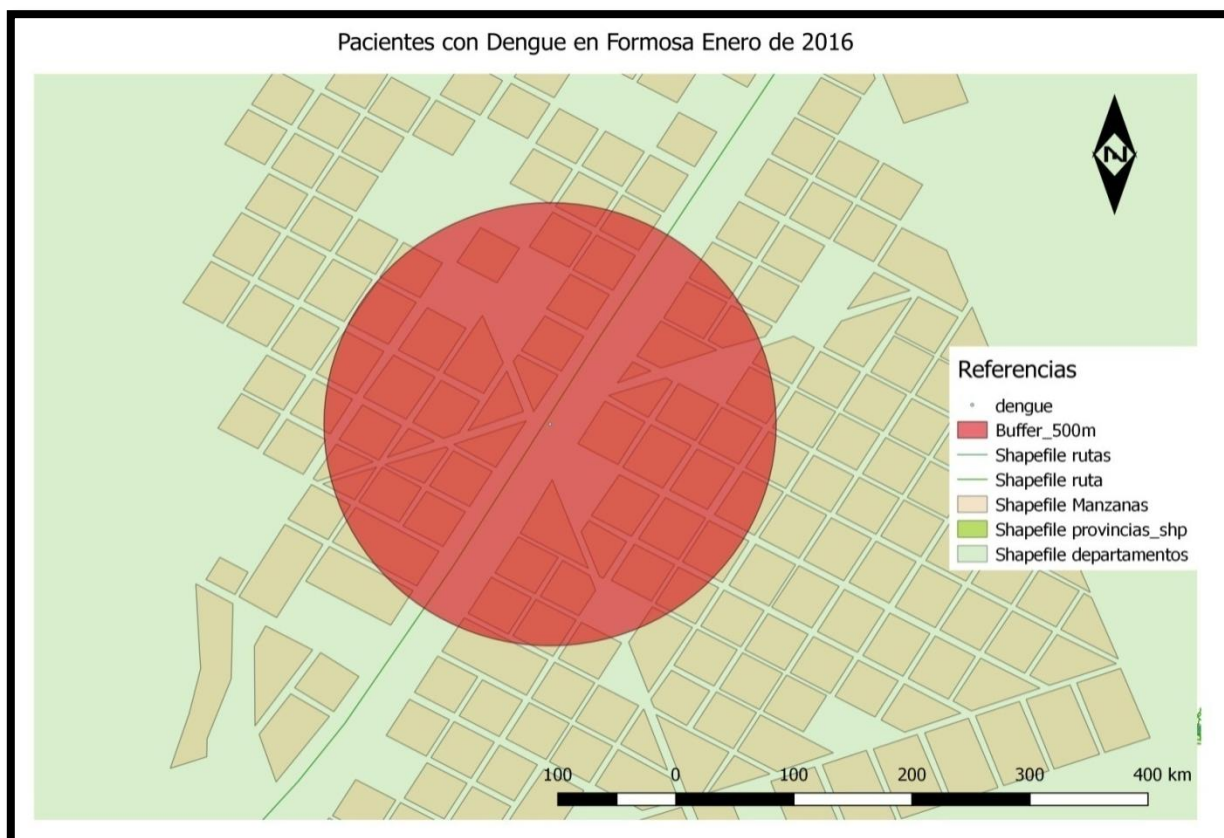 Pacientes con Dengue en Formosa Enero de 2016
N
Referencias
dengue
Buffer_500m
Shapefile rutas
Shapefile ruta
Shapefile Manzanas
Shapefile provincias_shp
Shapefile departamentos
100 0 100 200 300 400 km